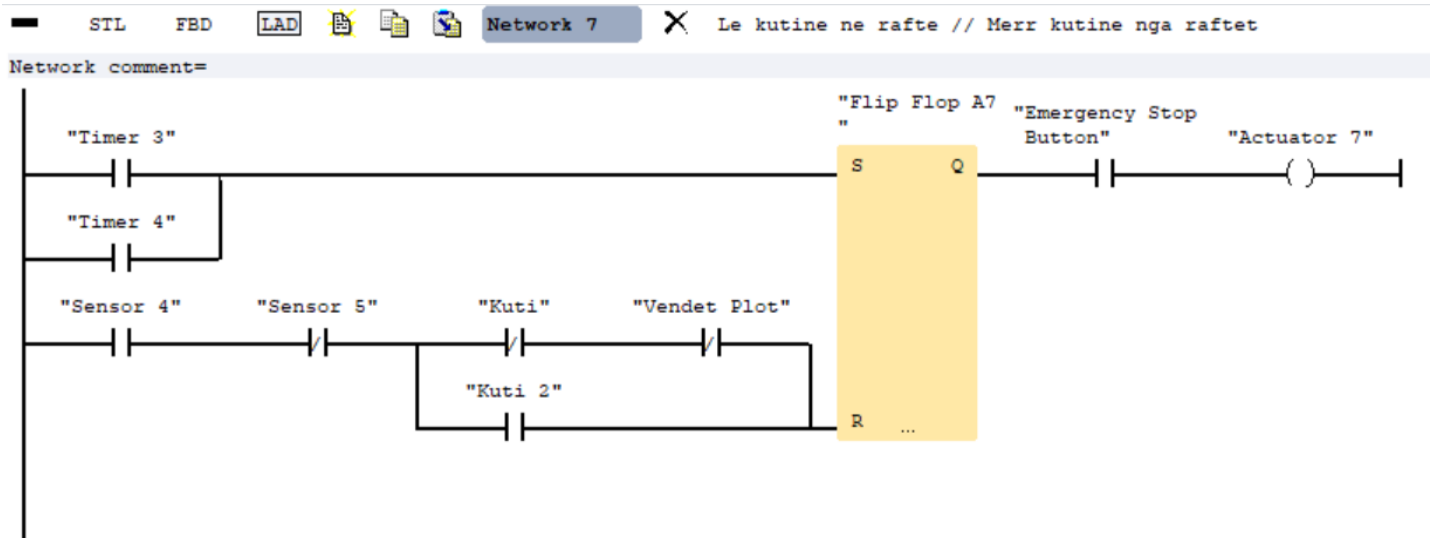 STL FBD LAD Network 7 Le kutine ne rafte // Merr kutine nga raftet
Network comment=
"Flip Flop A7
"
"Emergency Stop
Button"
"Actuator 7"
"Timer 3"
S Q
"Timer 4"
"Sensor 4" "Sensor 5" "Kuti" "Vendet Plot"
"Kuti 2"
R ...